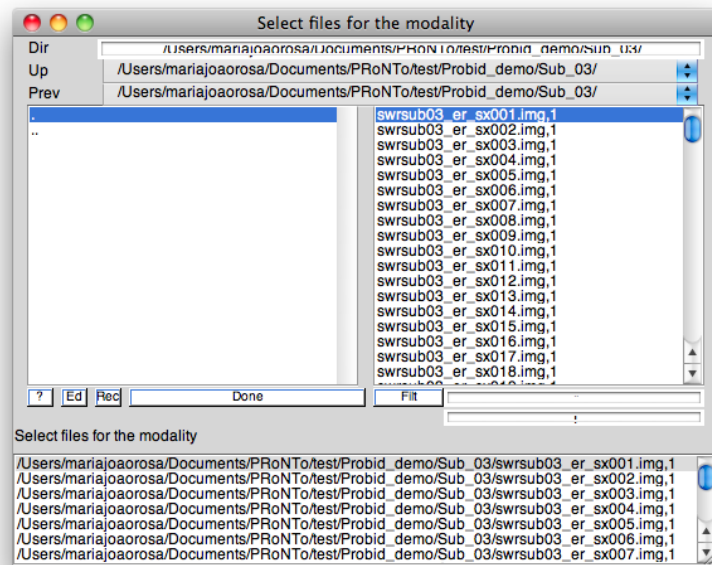 Select files for the modality
Dir /Users/mariajoaorosa/Documents/PRoNTo/test/Probid_demo/Sub_03/
Up /Users/mariajoaorosa/Documents/PRoNTo/test/Probid_demo/Sub_03/
Prev /Users/mariajoaorosa/Documents/PRoNTo/test/Probid_demo/Sub_03/
.
..
swrsub03_er_sx001.img,1
swrsub03_er_sx002.img,1
swrsub03_er_sx003.img,1
swrsub03_er_sx004.img,1
swrsub03_er_sx005.img,1
swrsub03_er_sx006.img,1
swrsub03_er_sx007.img,1
swrsub03_er_sx008.img,1
swrsub03_er_sx009.img,1
swrsub03_er_sx010.img,1
swrsub03_er_sx011.img,1
swrsub03_er_sx012.img,1
swrsub03_er_sx013.img,1
swrsub03_er_sx014.img,1
swrsub03_er_sx015.img,1
swrsub03_er_sx016.img,1
swrsub03_er_sx017.img,1
swrsub03_er_sx018.img,1
? Ed Rec Done Filt
Select files for the modality
/Users/mariajoaorosa/Documents/PRoNTo/test/Probid_demo/Sub_03/swrsub03_er_sx001.img,1
/Users/mariajoaorosa/Documents/PRoNTo/test/Probid_demo/Sub_03/swrsub03_er_sx002.img,1
/Users/mariajoaorosa/Documents/PRoNTo/test/Probid_demo/Sub_03/swrsub03_er_sx003.img,1
/Users/mariajoaorosa/Documents/PRoNTo/test/Probid_demo/Sub_03/swrsub03_er_sx004.img,1
/Users/mariajoaorosa/Documents/PRoNTo/test/Probid_demo/Sub_03/swrsub03_er_sx005.img,1
/Users/mariajoaorosa/Documents/PRoNTo/test/Probid_demo/Sub_03/swrsub03_er_sx006.img,1
/Users/mariajoaorosa/Documents/PRoNTo/test/Probid_demo/Sub_03/swrsub03_er_sx007.img,1